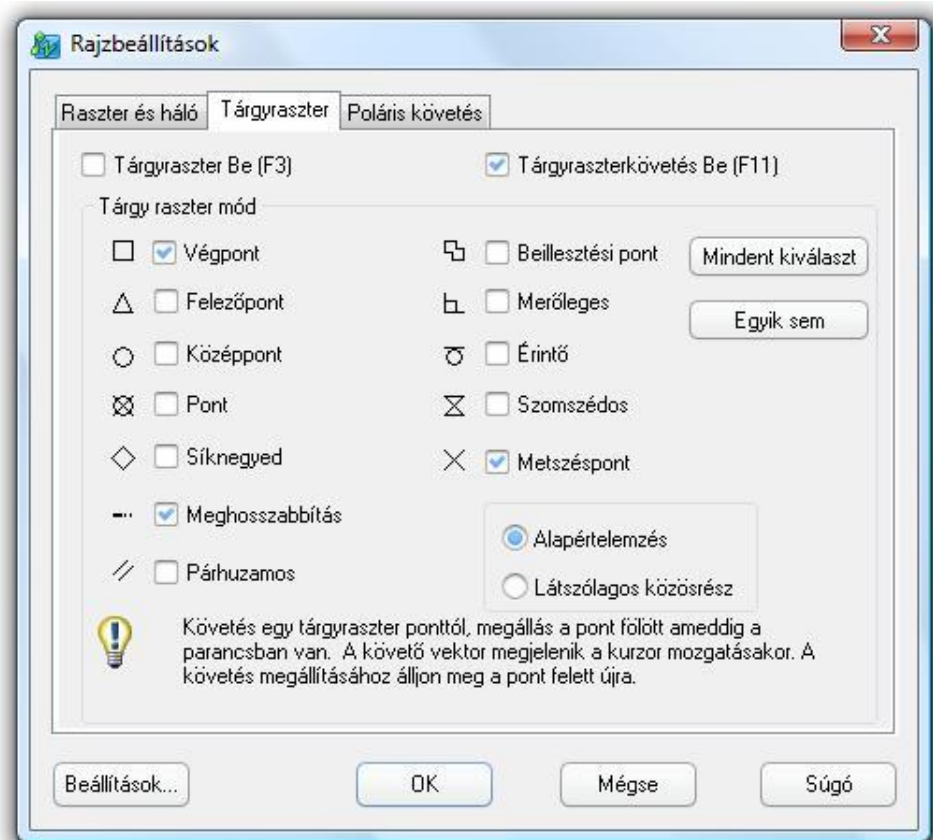 Rajzbeállítások
Raszter és háló Tárgyraszter Poláris követés
Tárgyraszter Be (F3) Tárgyraszterkövetés Be (F11)
Tárgy raszter mód
Végpont Beillesztési pont Mindent kiválaszt
Felezőpont Merőleges Egyik sem
Középpont Érintő
Pont Szomszédos
Síknegyed Metszéspont
Meghosszabbítás Alapértelemzés
Párhuzamos Látszólagos közösrész
Követés egy tárgyraszter ponttól, megállás a pont fölött ameddig a
parancsban van. A követő vektor megjelenik a kurzor mozgatásakor. A
követés megállításához álljon meg a pont felett újra.
Beállítások... OK Mégse Súgó